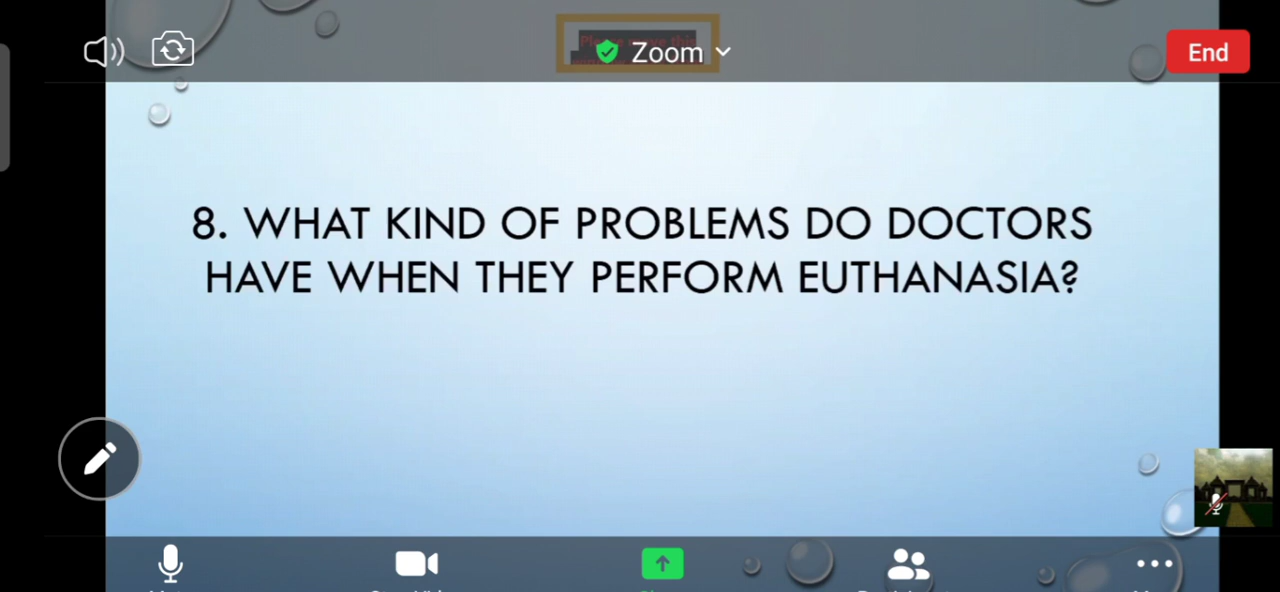 Zoom
End
8. WHAT KIND OF PROBLEMS DO DOCTORS
HAVE WHEN THEY PERFORM EUTHANASIA?